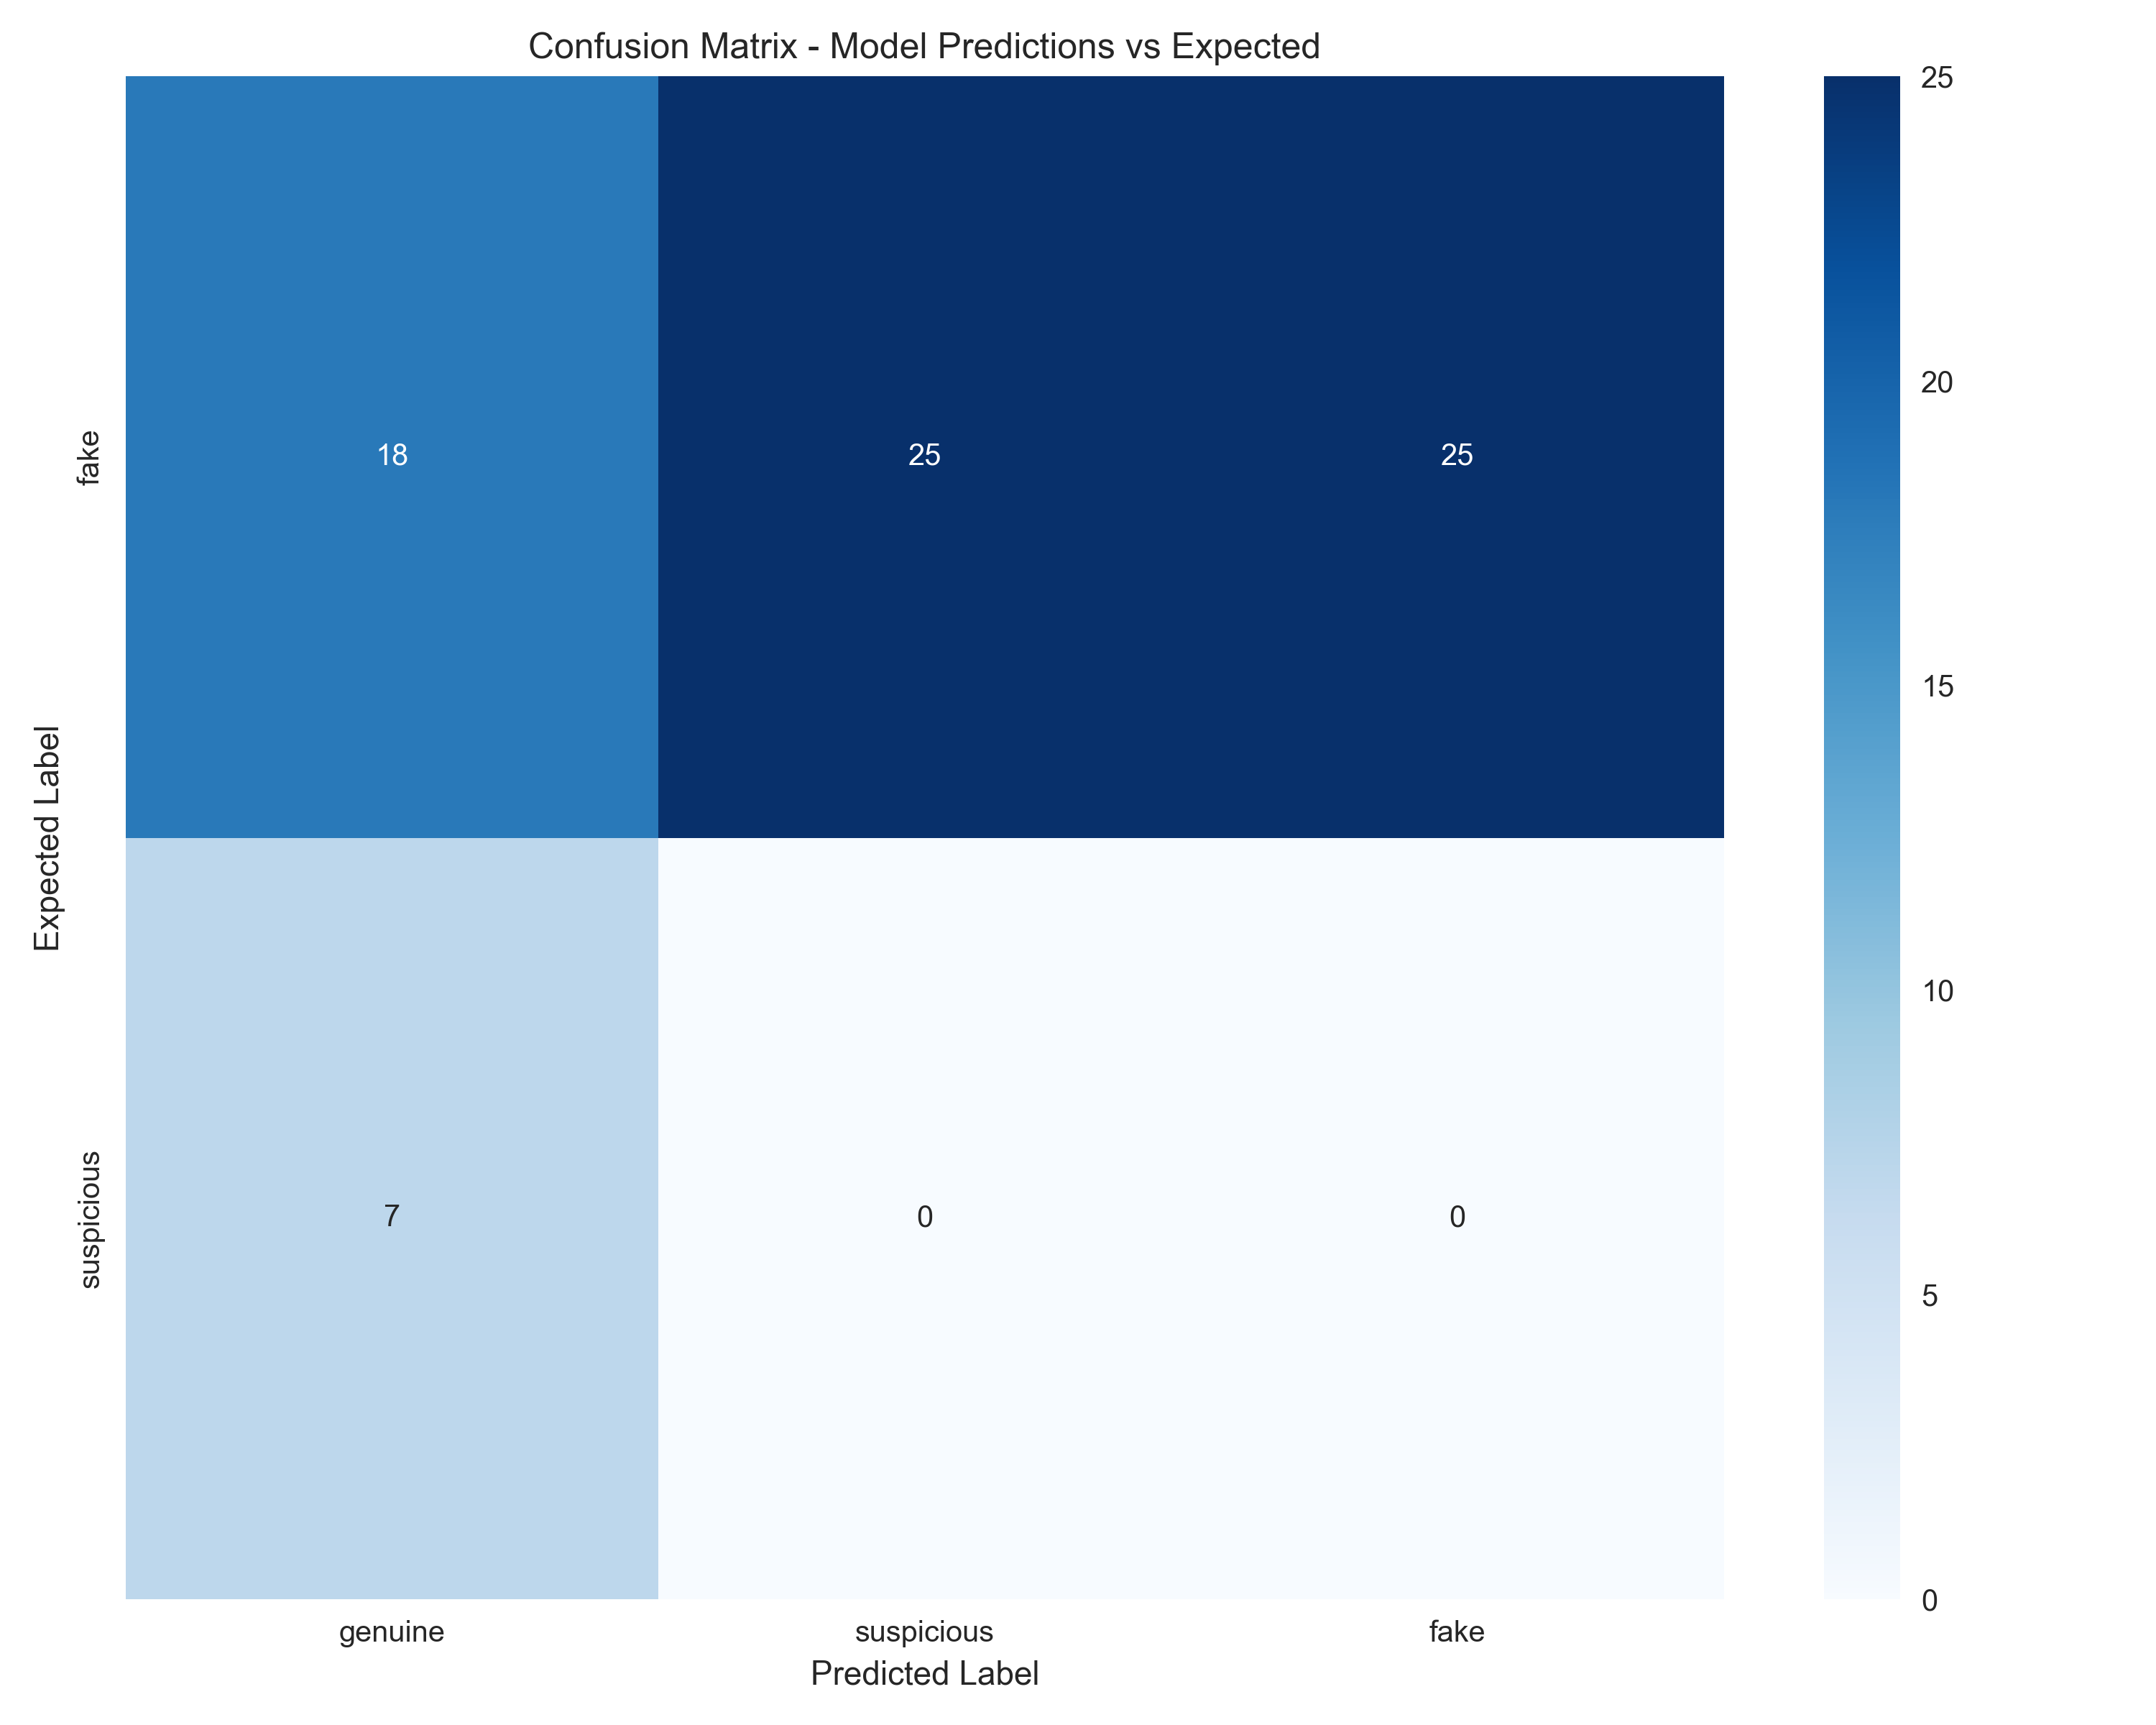 Confusion Matrix - Model Predictions vs Expected
25
20
15
10
5
0
Expected Label
fake
18 25 25
suspicious
7 0 0
genuine suspicious fake
Predicted Label